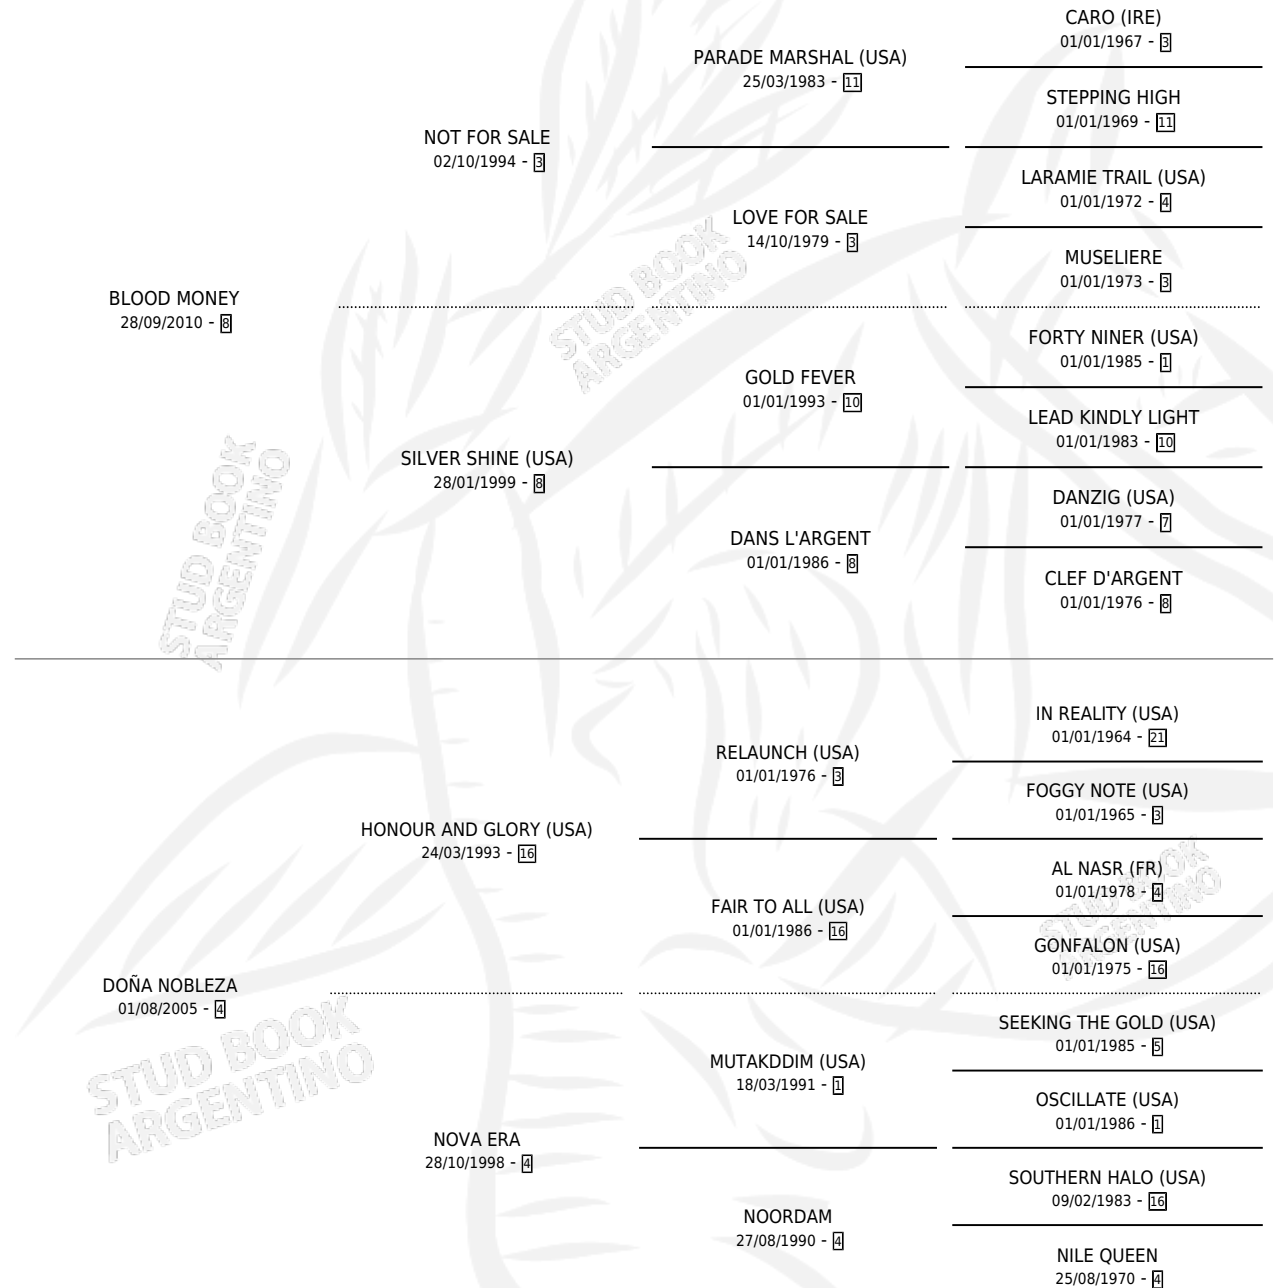 BLOOD MONEY
28/09/2010 - 8
NOT FOR SALE
02/10/1994 - 3
PARADE MARSHAL (USA)
25/03/1983 - 11
CARO (IRE)
01/01/1967 - 3
STEPPING HIGH
01/01/1969 - 11
LOVE FOR SALE
14/10/1979 - 3
LARAMIE TRAIL (USA)
01/01/1972 - 4
MUSELIERE
01/01/1973 - 3
SILVER SHINE (USA)
28/01/1999 - 8
GOLD FEVER
01/01/1993 - 10
FORTY NINER (USA)
01/01/1985 - 1
LEAD KINDLY LIGHT
01/01/1983 - 10
DANS L'ARGENT
01/01/1986 - 8
DANZIG (USA)
01/01/1977 - 7
CLEF D'ARGENT
01/01/1976 - 8
DOÑA NOBLEZA
01/08/2005 - 4
HONOUR AND GLORY (USA)
24/03/1993 - 16
RELAUNCH (USA)
01/01/1976 - 3
IN REALITY (USA)
01/01/1964 - 21
FOGGY NOTE (USA)
01/01/1965 - 3
FAIR TO ALL (USA)
01/01/1986 - 16
AL NASR (FR)
01/01/1978 - 4
GONFALON (USA)
01/01/1975 - 16
NOVA ERA
28/10/1998 - 4
MUTAKDDIM (USA)
18/03/1991 - 1
SEEKING THE GOLD (USA)
01/01/1985 - 5
OSCILLATE (USA)
01/01/1986 - 1
NOORDAM
27/08/1990 - 4
SOUTHERN HALO (USA)
09/02/1983 - 16
NILE QUEEN
25/08/1970 - 4
STUD BOOK
ARGENTINO
STUD BOOK
ARGENTINO
STUD BOOK
ARGENTINO
STUD BOOK
ARGENTINO